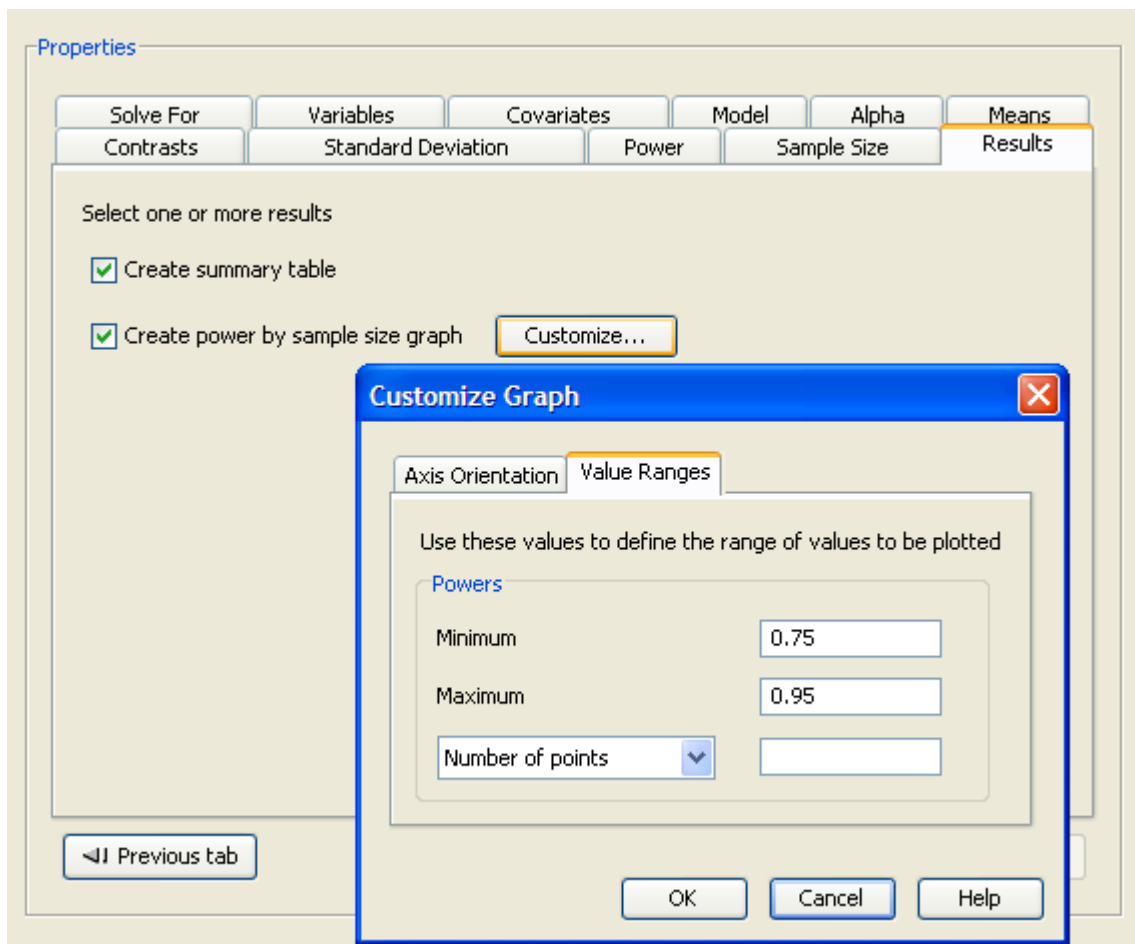 Properties
Solve For Variables Covariates Model Alpha Means
Contrasts Standard Deviation Power Sample Size Results
Select one or more results
Create summary table
Create power by sample size graph Customize...
Customize Graph
Axis Orientation Value Ranges
Use these values to define the range of values to be plotted
Powers
Minimum 0.75
Maximum 0.95
Number of points
Previous tab
OK Cancel Help